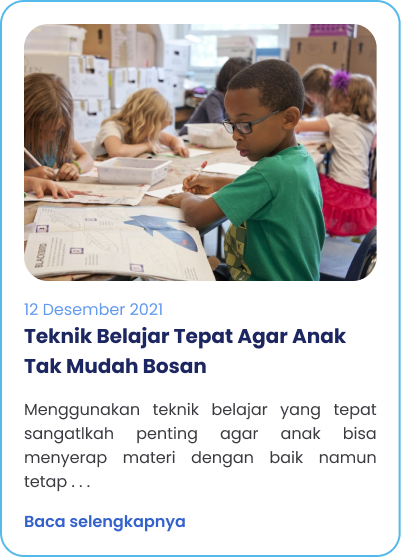 BLACKBIRD
12 Desember 2021
Teknik Belajar Tepat Agar Anak
Tak Mudah Bosan
Menggunakan teknik belajar yang tepat
sangatlkah penting agar anak bisa
menyerap materi dengan baik namun
tetap . . .
Baca selengkapnya